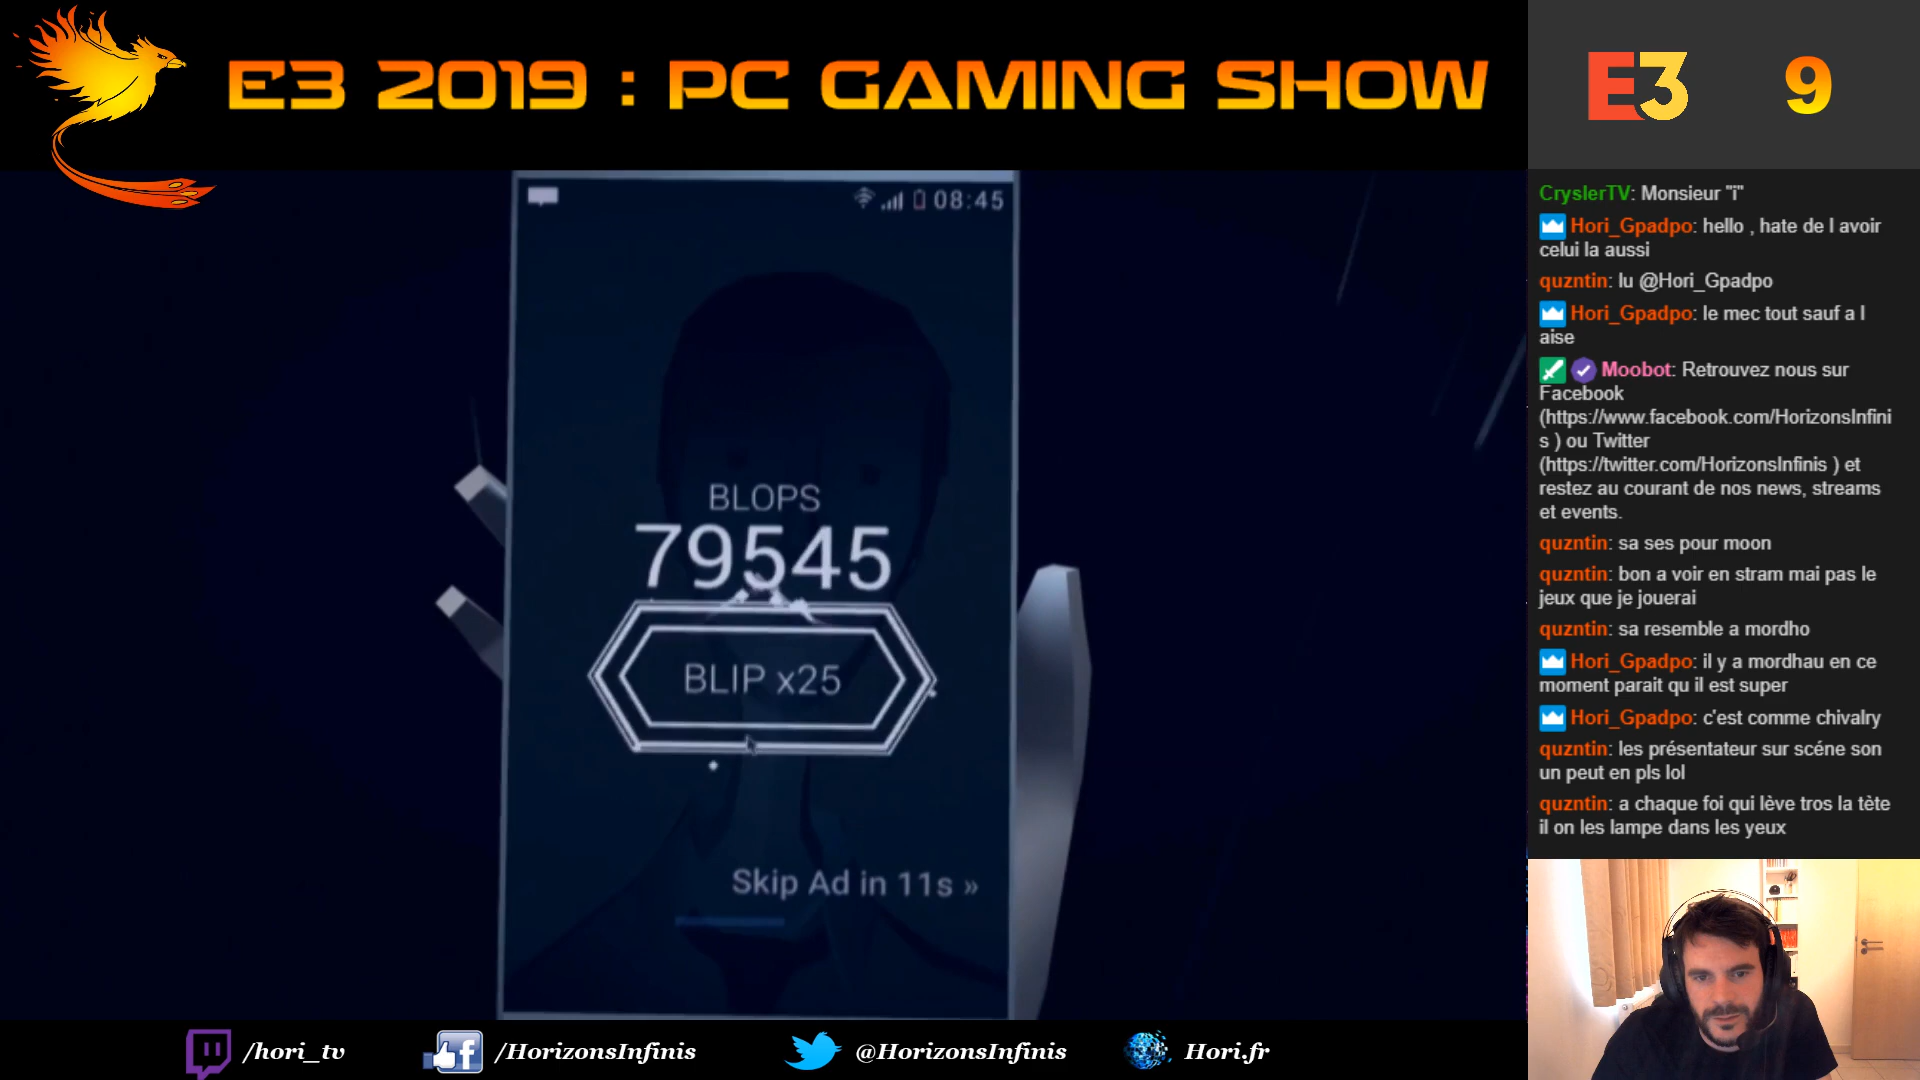 E3 2019 : PC GAMING SHOW
E3
9
08:45
BLOPS
79545
BLIP x25
Skip Ad in 11s »
CryslerTV: Monsieur "i"
Hori_Gpadpo: hello , hate de l avoir
celui la aussi
quzntin: lu @Hori_Gpadpo
Hori_Gpadpo: le mec tout sauf a l
aise
Moobot: Retrouvez nous sur
Facebook
(https://www.facebook.com/HorizonsInfini
s ) ou Twitter
(https://twitter.com/HorizonsInfinis ) et
restez au courant de nos news, streams
et events.
quzntin: sa ses pour moon
quzntin: bon a voir en stram mai pas le
jeux que je jouerai
quzntin: sa resemble a mordho
Hori_Gpadpo: il y a mordhau en ce
moment parait qu il est super
Hori_Gpadpo: c'est comme chivalry
quzntin: les présentateur sur scéne son
un peut en pls lol
quzntin: a chaque foi qui lève tros la tète
il on les lampe dans les yeux
/hori_tv
/HorizonsInfinis
@HorizonsInfinis
Hori.fr